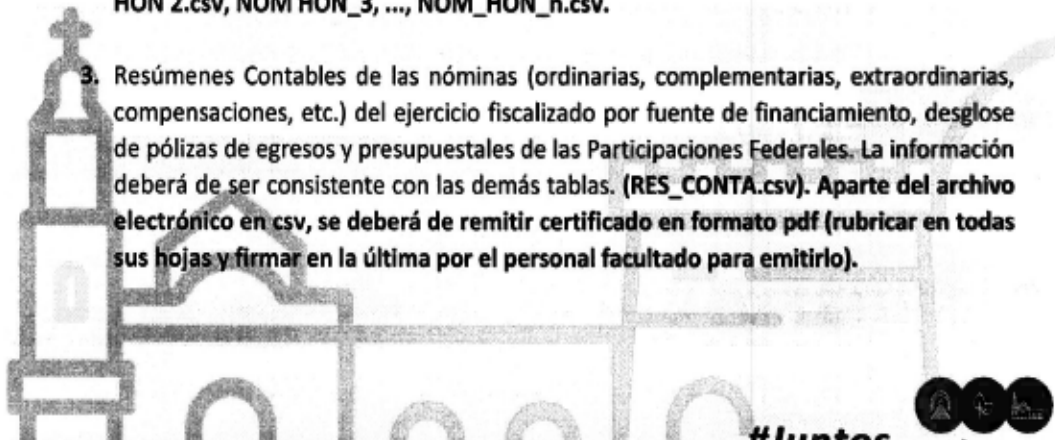 HON 2.csv, NOM HON_3, ..., NOM_HON_n.csv.
3. Resúmenes Contables de las nóminas (ordinarias, complementarias, extraordinarias,
compensaciones, etc.) del ejercicio fiscalizado por fuente de financiamiento, desglose
de pólizas de egresos y presupuestales de las Participaciones Federales. La información
deberá de ser consistente con las demás tablas. (RES_CONTA.csv). Aparte del archivo
electrónico en csv, se deberá de remitir certificado en formato pdf (rubricar en todas
sus hojas y firmar en la última por el personal facultado para emitirlo).
#Juntos